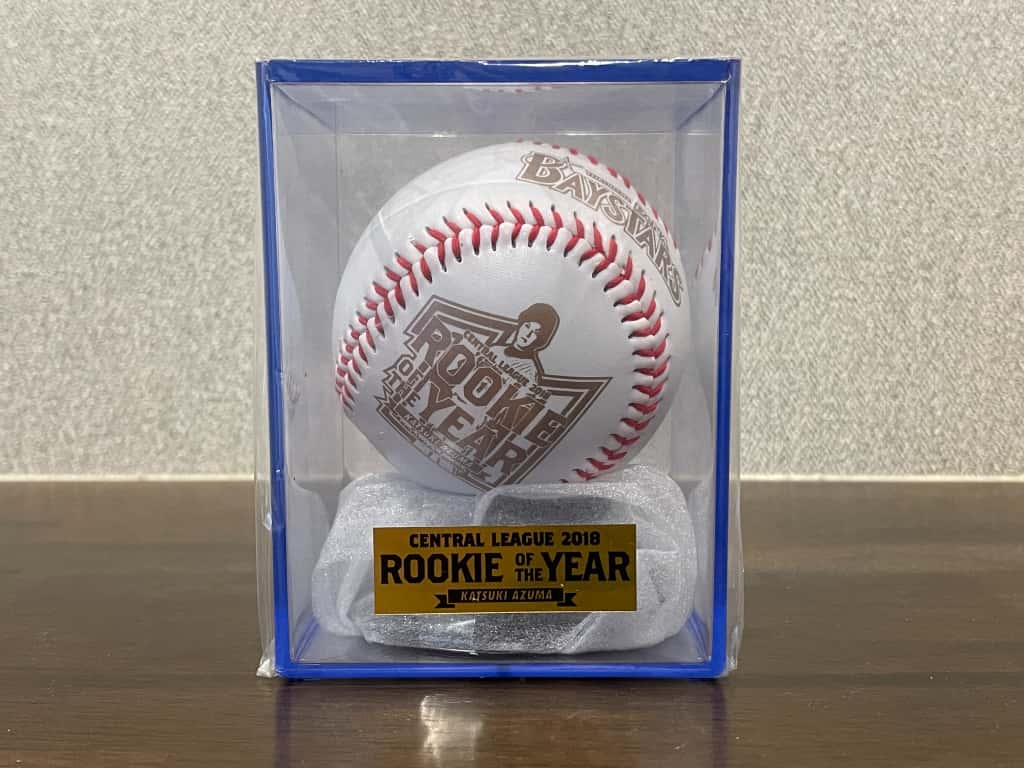 BAYSTARS
CENTRAL LEAGUE 2018
ROOKIE
OF
THE
YEAR
CENTRAL LEAGUE 2018
ROOKIE OF THE YEAR
KATSUKI AZUMA